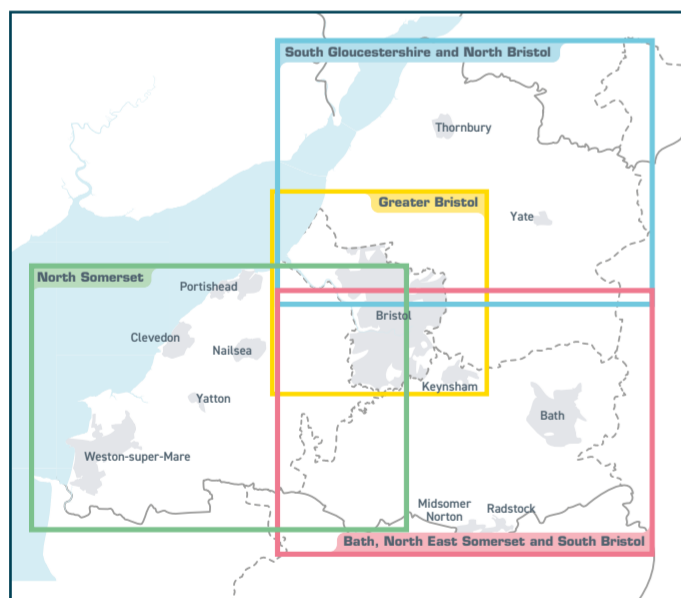 South Gloucestershire and North Bristol
Thornbury
Greater Bristol
Yate
North Somerset
Portishead
Bristol
Clevedon
Nailsea
Keynsham
Yatton
Bath
Weston-super-Mare
Midsomer
Norton
Radstock
Bath, North East Somerset and South Bristol